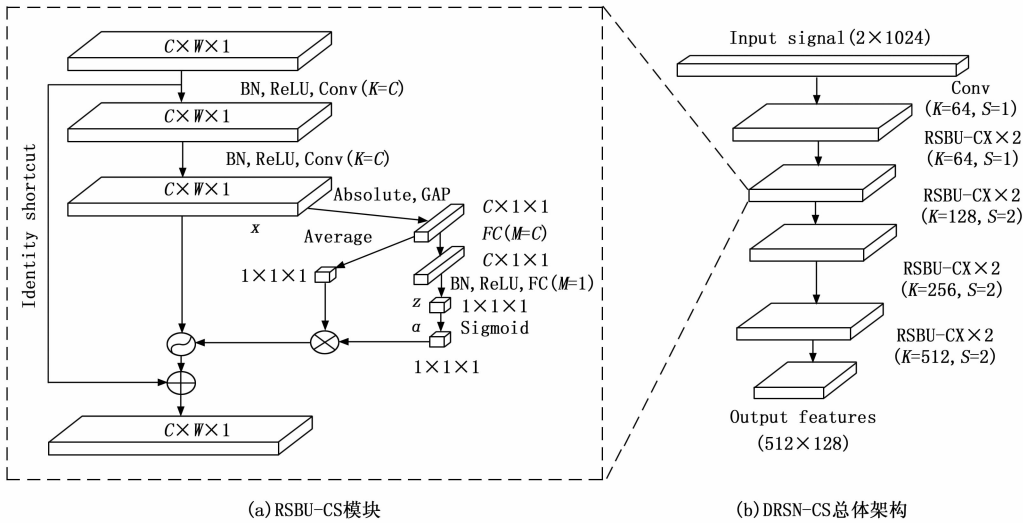 C×W×1
BN,ReLU,Conv(K=C)
C×W×1
BN,ReLU,Conv(K=C)
C×W×1
Identity shortcut
x
Absolute,GAP
C×1×1
FC(M=C)
Average
C×1×1
1×1×1
BN,ReLU,FC(M=1)
z
1×1×1
a
Sigmoid
1×1×1
C×W×1
(a)RSBU-CS模块
Input signal(2×1024)
Conv
(K=64,S=1)
RSBU-CX×2
(K=64,S=1)
RSBU-CX×2
(K=128,S=2)
RSBU-CX×2
(K=256,S=2)
RSBU-CX×2
(K=512,S=2)
Output features
(512×128)
(b)DRSN-CS总体架构